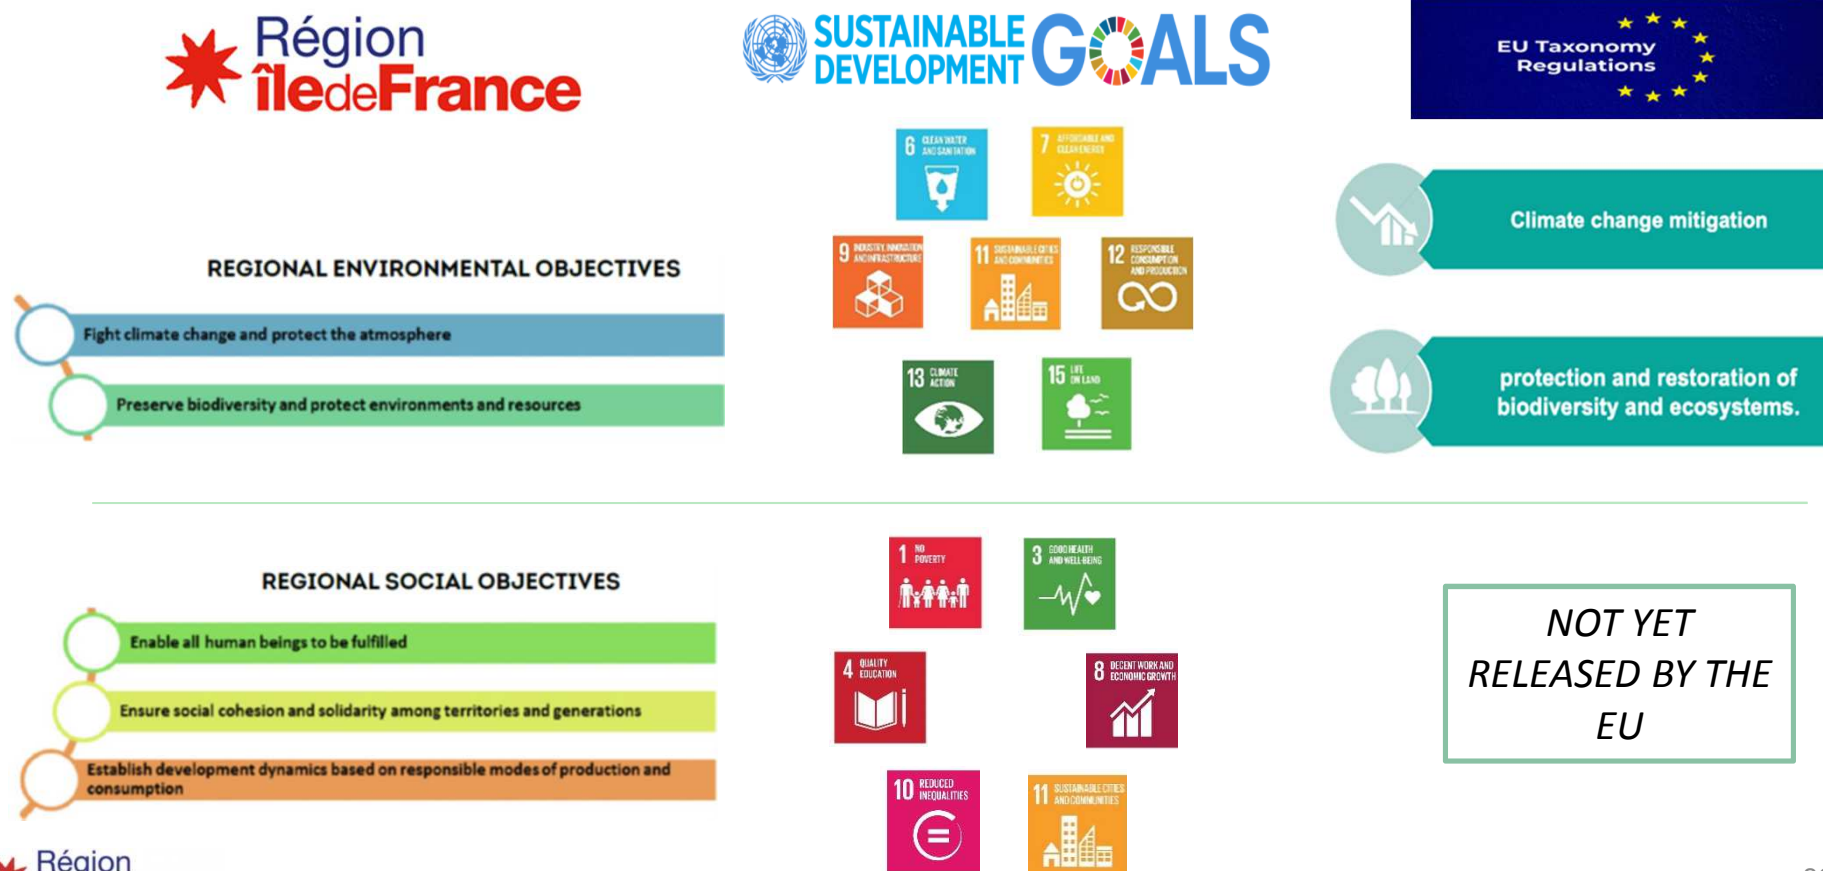 Région
îledeFrance
SUSTAINABLE
DEVELOPMENT
GOALS
EU Taxonomy
Regulations
REGIONAL ENVIRONMENTAL OBJECTIVES
Fight climate change and protect the atmosphere
Preserve biodiversity and protect environments and resources
6 CLEAN WATER
AND SANITATION
7 AFFORDABLE AND
CLEAN ENERGY
9 INDUSTRY, INNOVATION
AND INFRASTRUCTURE
11 SUSTAINABLE CITIES
AND COMMUNITIES
12 RESPONSIBLE
CONSUMPTION
AND PRODUCTION
13 CLIMATE
ACTION
15 LIFE
ON LAND
Climate change mitigation
protection and restoration of
biodiversity and ecosystems.
REGIONAL SOCIAL OBJECTIVES
Enable all human beings to be fulfilled
Ensure social cohesion and solidarity among territories and generations
Establish development dynamics based on responsible modes of production and
consumption
1 NO
POVERTY
3 GOOD HEALTH
AND WELL-BEING
4 QUALITY
EDUCATION
8 DECENT WORK AND
ECONOMIC GROWTH
10 REDUCED
INEQUALITIES
11 SUSTAINABLE CITIES
AND COMMUNITIES
NOT YET
RELEASED BY THE
EU
Région